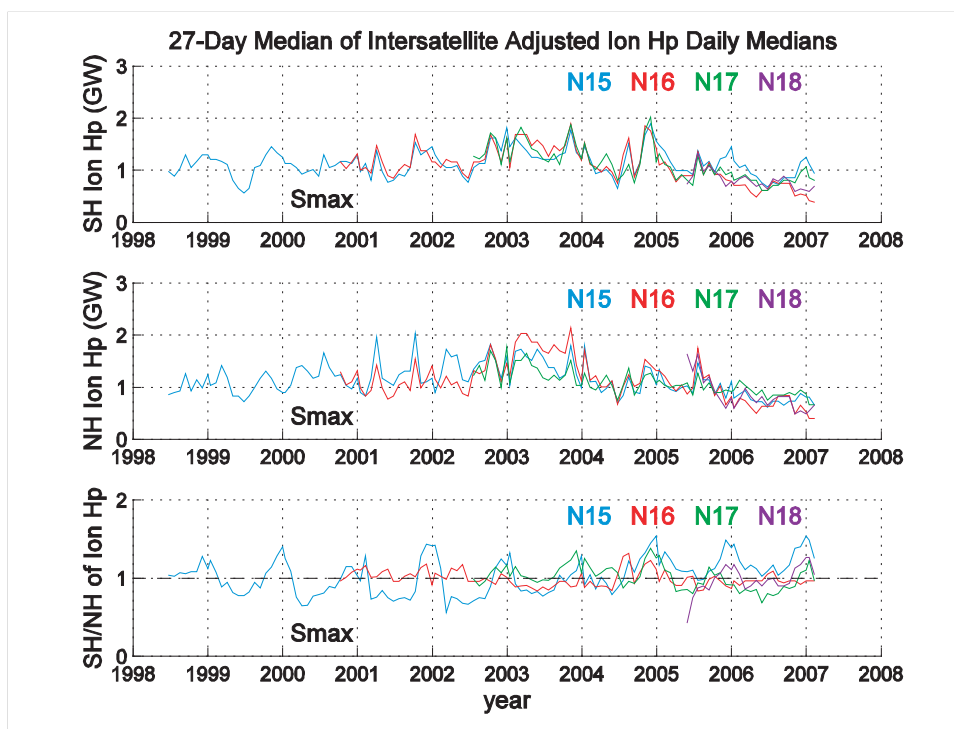 27-Day Median of Intersatellite Adjusted Ion Hp Daily Medians
SH Ion Hp (GW)
3
2
1
0
N15 N16 N17 N18
Smax
1998 1999 2000 2001 2002 2003 2004 2005 2006 2007 2008
NH Ion Hp (GW)
3
2
1
0
N15 N16 N17 N18
Smax
1998 1999 2000 2001 2002 2003 2004 2005 2006 2007 2008
SH/NH of Ion Hp
2
1
0
N15 N16 N17 N18
Smax
1998 1999 2000 2001 2002 2003 2004 2005 2006 2007 2008
year